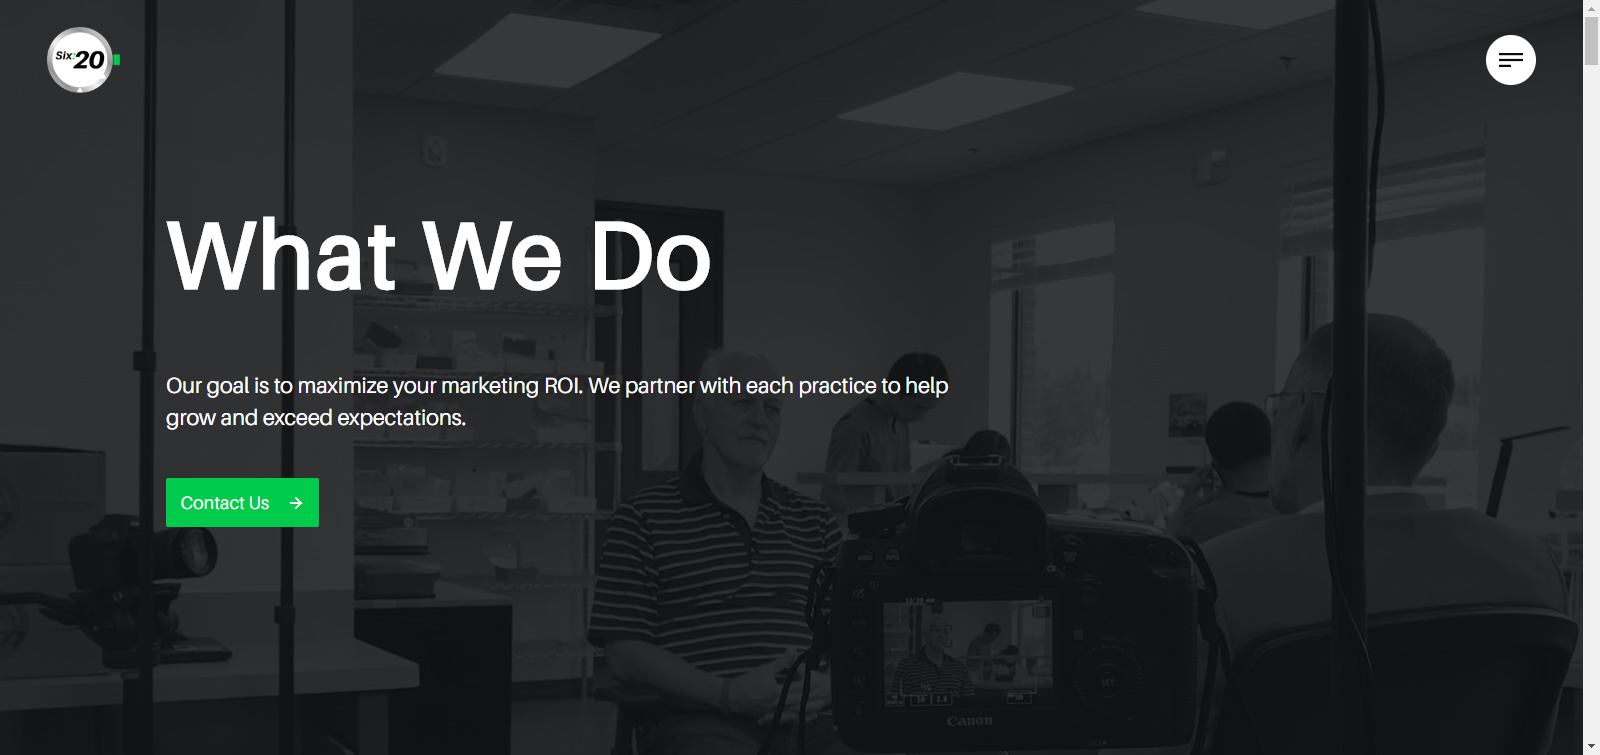 Six:20
What We Do
Our goal is to maximize your marketing ROI. We partner with each practice to help
grow and exceed expectations.
Contact Us
SET
Canon